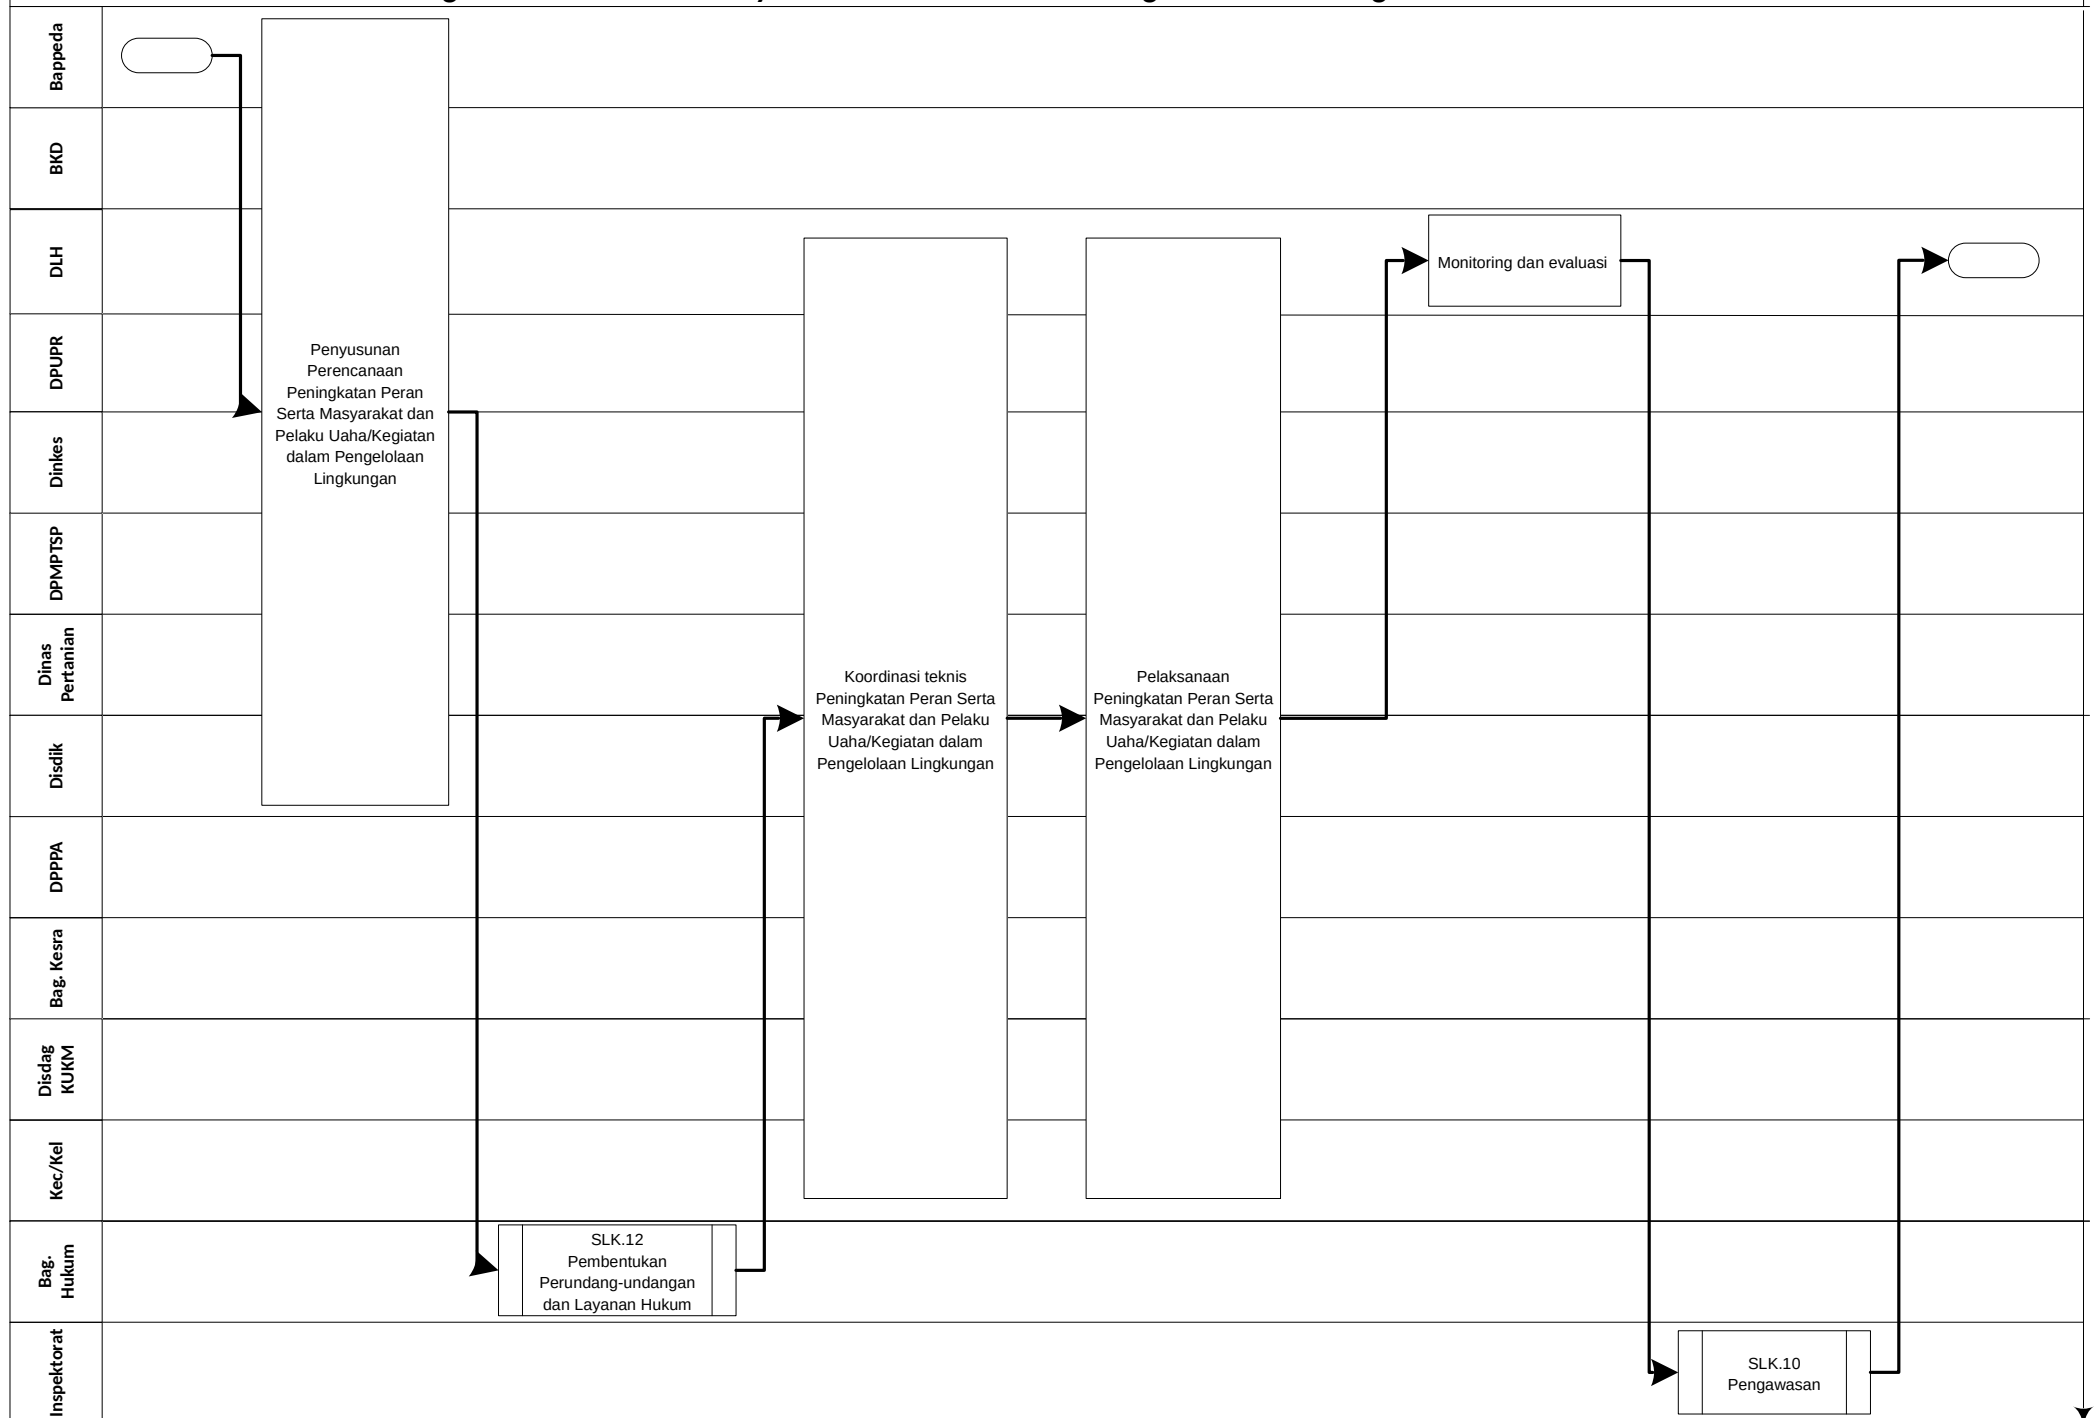 Bappeda
BKD
DLH
DPUPR
Dinkes
DPMPTSP
Dinas
Pertanian
Disdik
DPPPA
Bag. Kesra
Disdag
KUKM
Kec/Kel
Bag.
Hukum
Inspektorat
Penyusunan
Perencanaan
Peningkatan Peran
Serta Masyarakat dan
Pelaku Uaha/Kegiatan
dalam Pengelolaan
Lingkungan
SLK.12
Pembentukan
Perundang-undangan
dan Layanan Hukum
Koordinasi teknis
Peningkatan Peran Serta
Masyarakat dan Pelaku
Uaha/Kegiatan dalam
Pengelolaan Lingkungan
Pelaksanaan
Peningkatan Peran Serta
Masyarakat dan Pelaku
Uaha/Kegiatan dalam
Pengelolaan Lingkungan
Monitoring dan evaluasi
SLK.10
Pengawasan